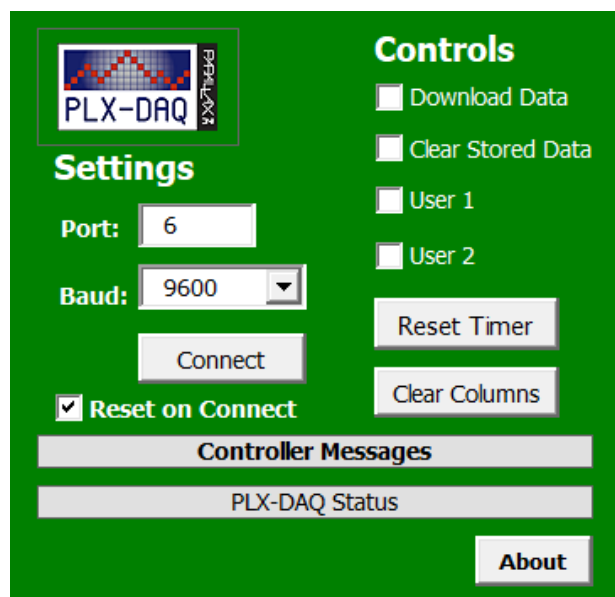 PLX-DAQ
PARALLAX
Settings
Port: 6
Baud: 9600
Connect
Reset on Connect
Controls
Download Data
Clear Stored Data
User 1
User 2
Reset Timer
Clear Columns
Controller Messages
PLX-DAQ Status
About